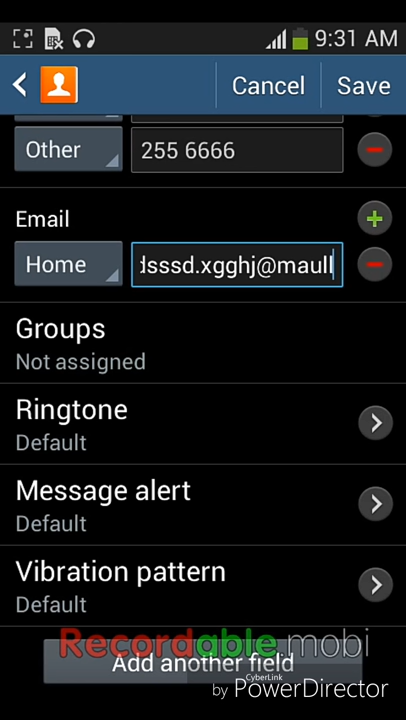 9:31 AM
Cancel
Save
Other
255 6666
Email
Home
dsssd.xgghj@maull
Groups
Not assigned
Ringtone
Default
Message alert
Default
Vibration pattern
Default
Recordable.mobi
Add another field
CyberLink
by PowerDirector